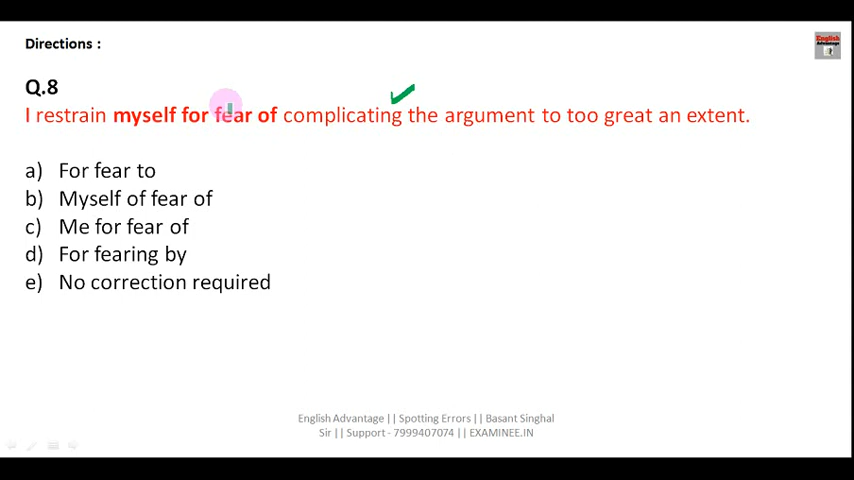 Directions :
English
Advantage
Q.8
I restrain myself for fear of complicating the argument to too great an extent.
a) For fear to
b) Myself of fear of
c) Me for fear of
d) For fearing by
e) No correction required
English Advantage || Spotting Errors || Basant Singhal
Sir || Support - 7999407074 || EXAMINEE.IN